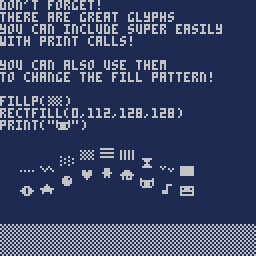 DON'T FORGET!
THERE ARE GREAT GLYPHS
YOU CAN INCLUDE SUPER EASILY
WITH PRINT CALLS!
YOU CAN ALSO USE THEM
TO CHANGE THE FILL PATTERN!
FILLP(▒)
RECTFILL(0,112,128,128)
PRINT("🐱")